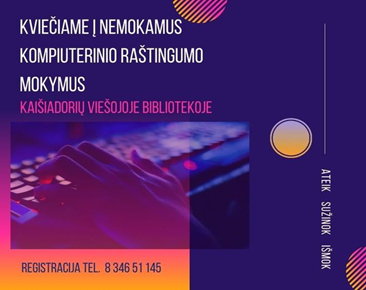 KVIEČIAME Į NEMOKAMUS
KOMPIUTERINIO RAŠTINGUMO
MOKYMUS
KAIŠIADORIŲ VIEŠOJOJE BIBLIOTEKOJE
ATEIK SUŽINOK IŠMOK
REGISTRACIJA TEL. 8 346 51 145